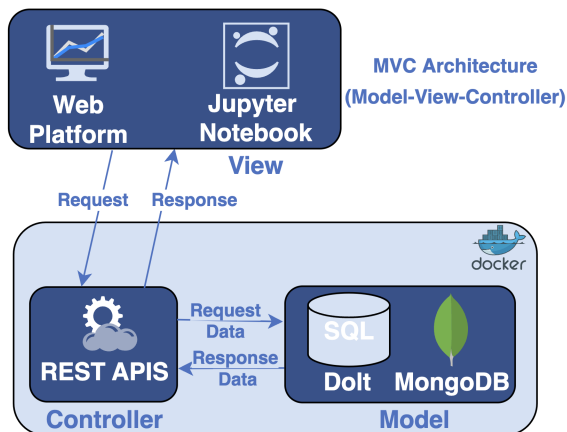 Web
Platform
Jupyter
Notebook
View
MVC Architecture
(Model-View-Controller)
Request
Response
docker
REST APIS
Controller
Request
Data
Response
Data
SQL
Dolt
MongoDB
Model